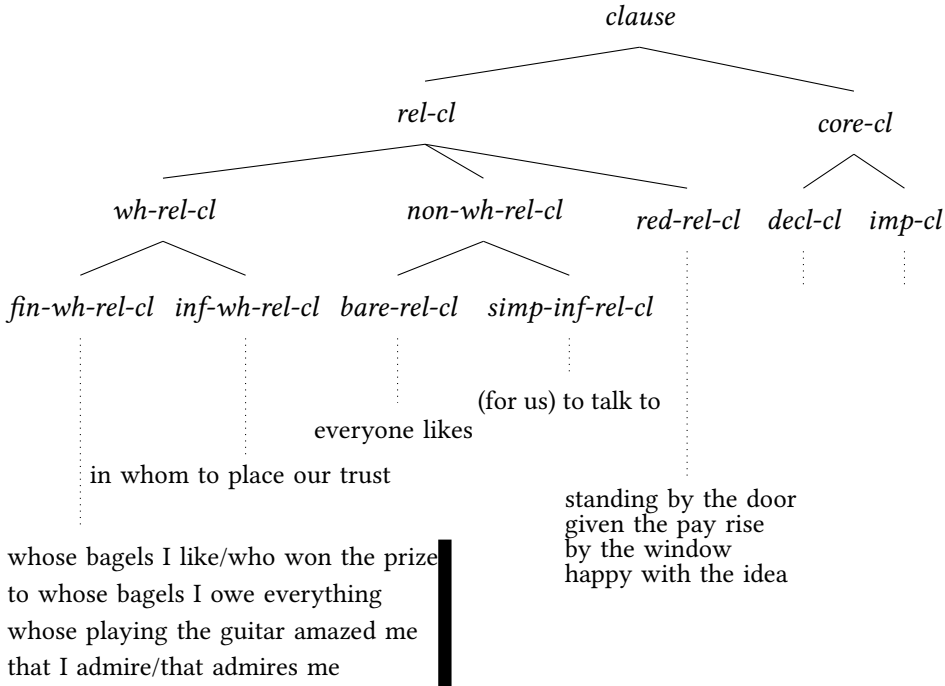 clause
rel-cl
core-cl
wh-rel-cl
non-wh-rel-cl
red-rel-cl
decl-cl
imp-cl
fin-wh-rel-cl
inf-wh-rel-cl
bare-rel-cl
simp-inf-rel-cl
(for us) to talk to
everyone likes
in whom to place our trust
standing by the door
given the pay rise
by the window
happy with the idea
whose bagels I like/who won the prize
to whose bagels I owe everything
whose playing the guitar amazed me
that I admire/that admires me